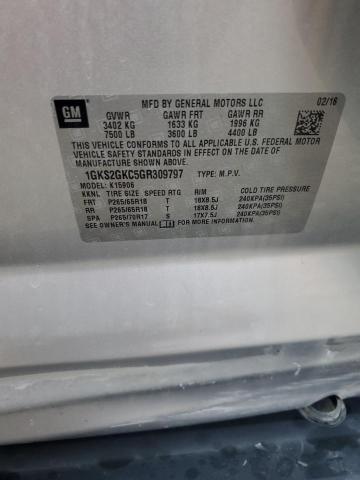 GM
MFD BY GENERAL MOTORS LLC 02/16
GVWR GAWR FRT GAWR RR
3402 KG 1633 KG 1996 KG
7500 LB 3600 LB 4400 LB
THIS VEHICLE CONFORMS TO ALL APPLICABLE U.S. FEDERAL MOTOR
VEHICLE SAFETY STANDARDS IN EFFECT ON THE
DATE OF MANUFACTURE SHOWN ABOVE.
1GKS2GKC5GR309797 TYPE: M.P.V.
MODEL: K15906
KKNL TIRE SIZE SPEED RTG RIM COLD TIRE PRESSURE
FRT P265/65R18 T 18X8.5J 240KPA(35PSI)
RR P265/65R18 T 18X8.5J 240KPA(35PSI)
SPA P265/70R17 S 17X7.5J 240KPA(35PSI)
SEE OWNER'S MANUAL FOR MORE INFORMATION.